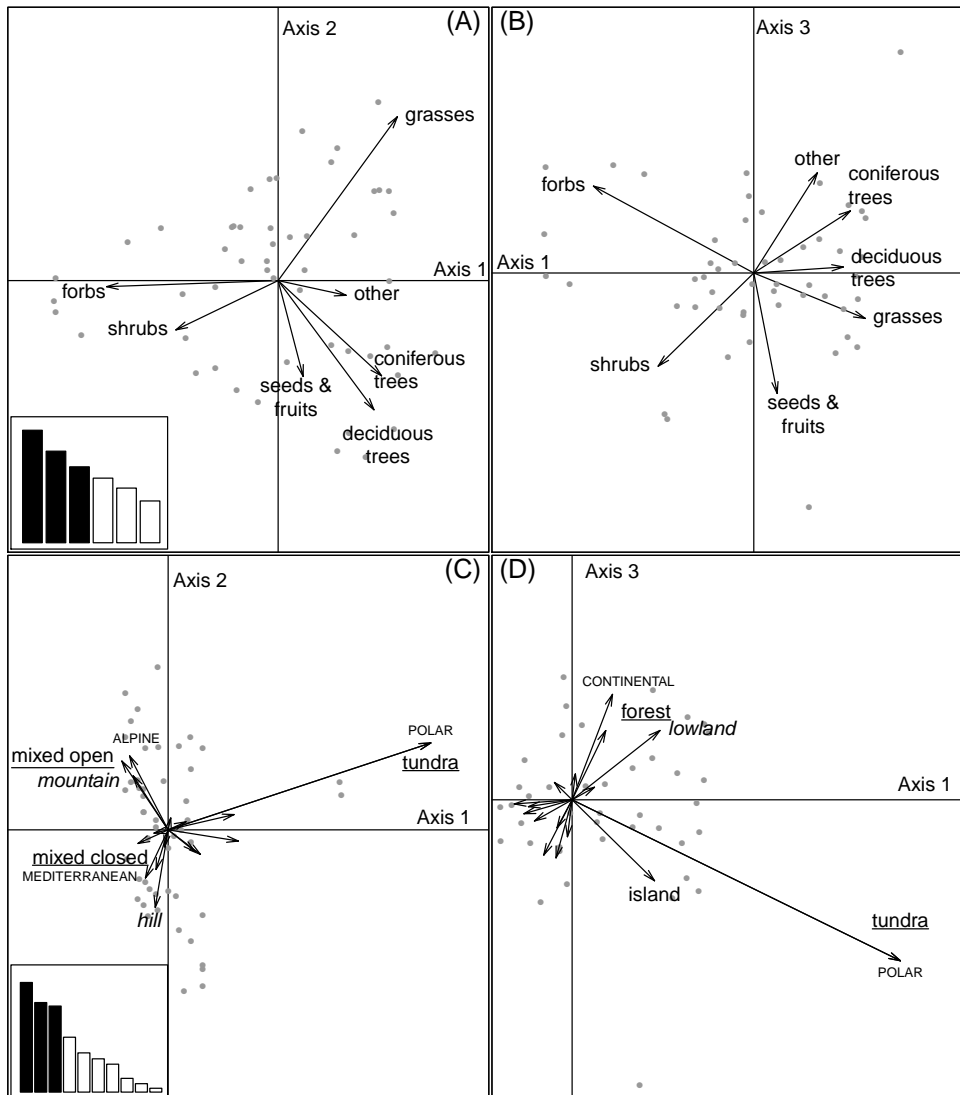 Axis 2
(A)
grasses
Axis 1
forbs
other
shrubs
coniferous
trees
seeds &
fruits
deciduous
trees
(B)
Axis 3
other
coniferous
trees
forbs
Axis 1
deciduous
trees
grasses
shrubs
seeds &
fruits
Axis 2
(C)
ALPINE
POLAR
mixed open
tundra
mountain
Axis 1
mixed closed
MEDITERRANEAN
hill
(D)
Axis 3
CONTINENTAL
forest
lowland
Axis 1
island
tundra
POLAR